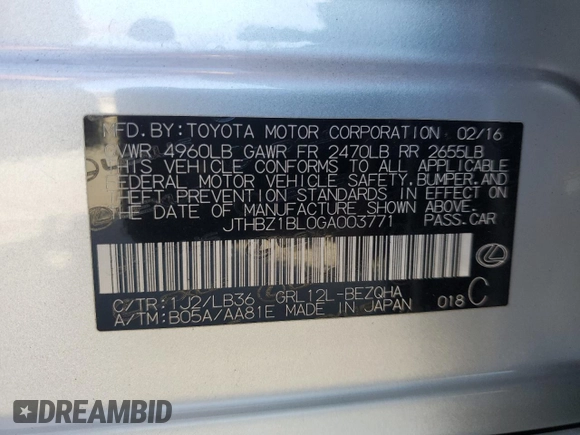 MFD.BY:TOYOTA MOTOR CORPORATION 02/16
GVWR 4960LB GAWR FR 2470LB RR 2655LB
THIS VEHICLE CONFORMS TO ALL APPLICABLE
FEDERAL MOTOR VEHICLE SAFETY,BUMPER,AND
THEFT PREVENTION STANDARDS IN EFFECT ON
THE DATE OF MANUFACTURE SHOWN ABOVE.
JTHBZ1BL0GA003771 PASS.CAR
C/TR:1J2/LB36 GRL12L-BEZQHA
A/TM:B05A/AA81E MADE IN JAPAN 018 C
DREAMBID